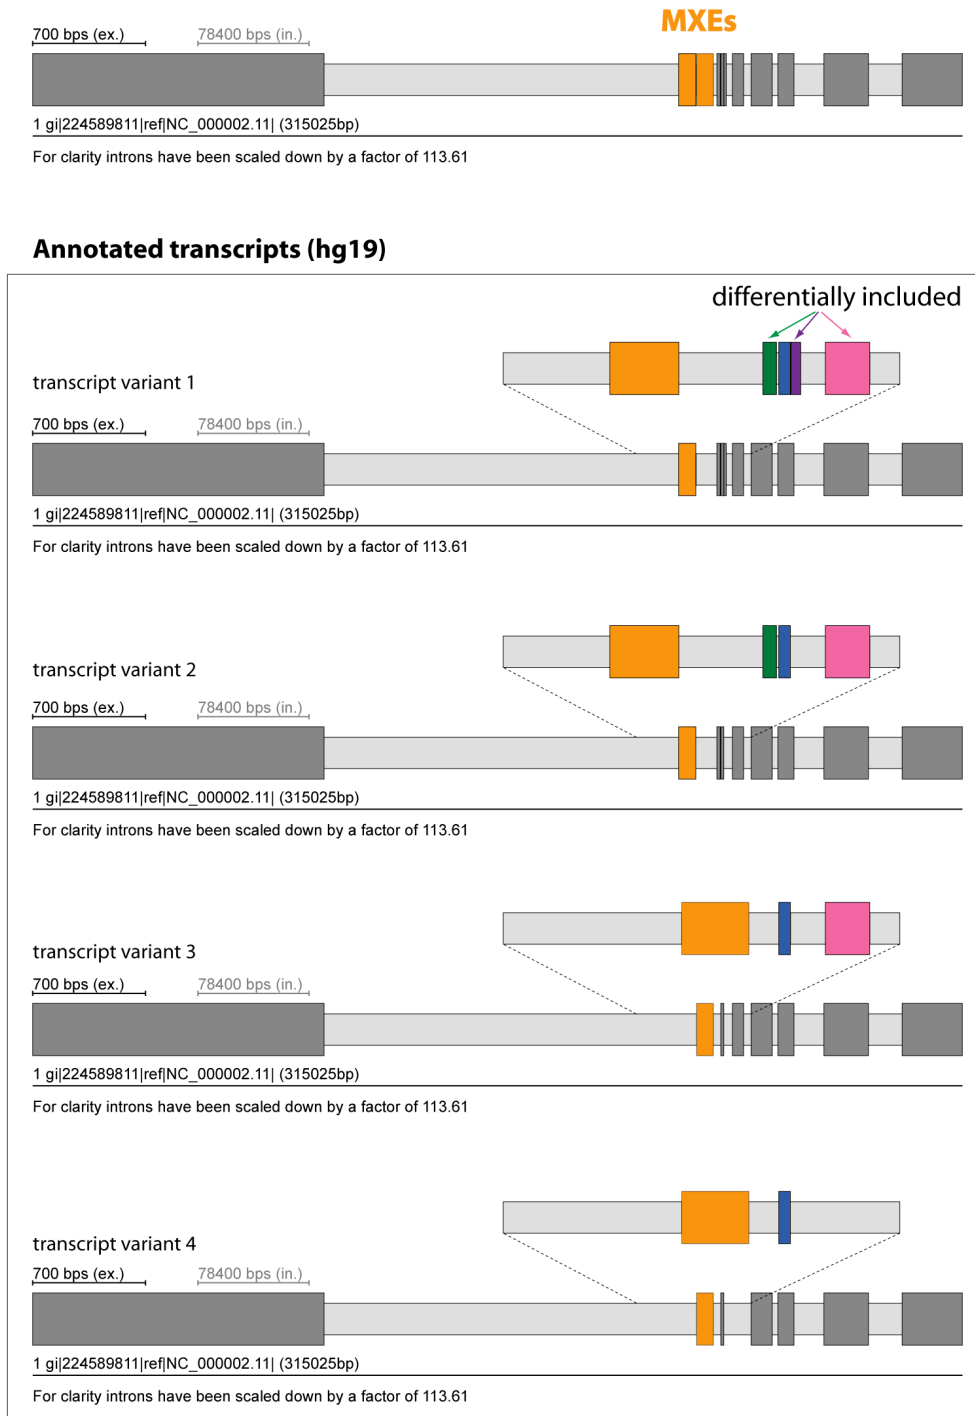 MXEs
700 bps (ex.) 78400 bps (in.)
1 gi|224589811|ref|NC_000002.11| (315025bp)
For clarity introns have been scaled down by a factor of 113.61
Annotated transcripts (hg19)
differentially included
transcript variant 1
700 bps (ex.) 78400 bps (in.)
1 gi|224589811|ref|NC_000002.11| (315025bp)
For clarity introns have been scaled down by a factor of 113.61
transcript variant 2
700 bps (ex.) 78400 bps (in.)
1 gi|224589811|ref|NC_000002.11| (315025bp)
For clarity introns have been scaled down by a factor of 113.61
transcript variant 3
700 bps (ex.) 78400 bps (in.)
1 gi|224589811|ref|NC_000002.11| (315025bp)
For clarity introns have been scaled down by a factor of 113.61
transcript variant 4
700 bps (ex.) 78400 bps (in.)
1 gi|224589811|ref|NC_000002.11| (315025bp)
For clarity introns have been scaled down by a factor of 113.61